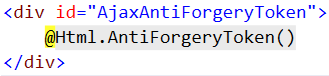 <div id="AjaxAntiForgeryToken">
@Html.AntiForgeryToken()
</div>